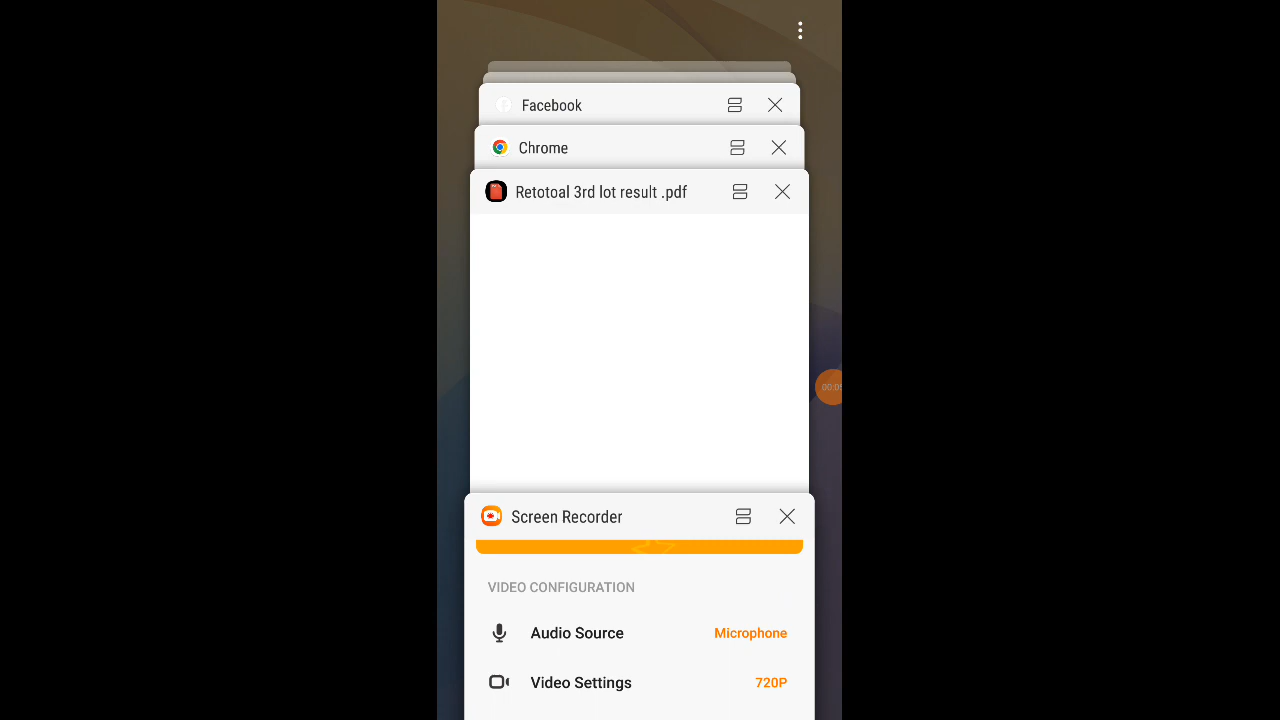 Facebook
Chrome
Retotoal 3rd lot result .pdf
Screen Recorder
VIDEO CONFIGURATION
Audio Source Microphone
Video Settings 720P